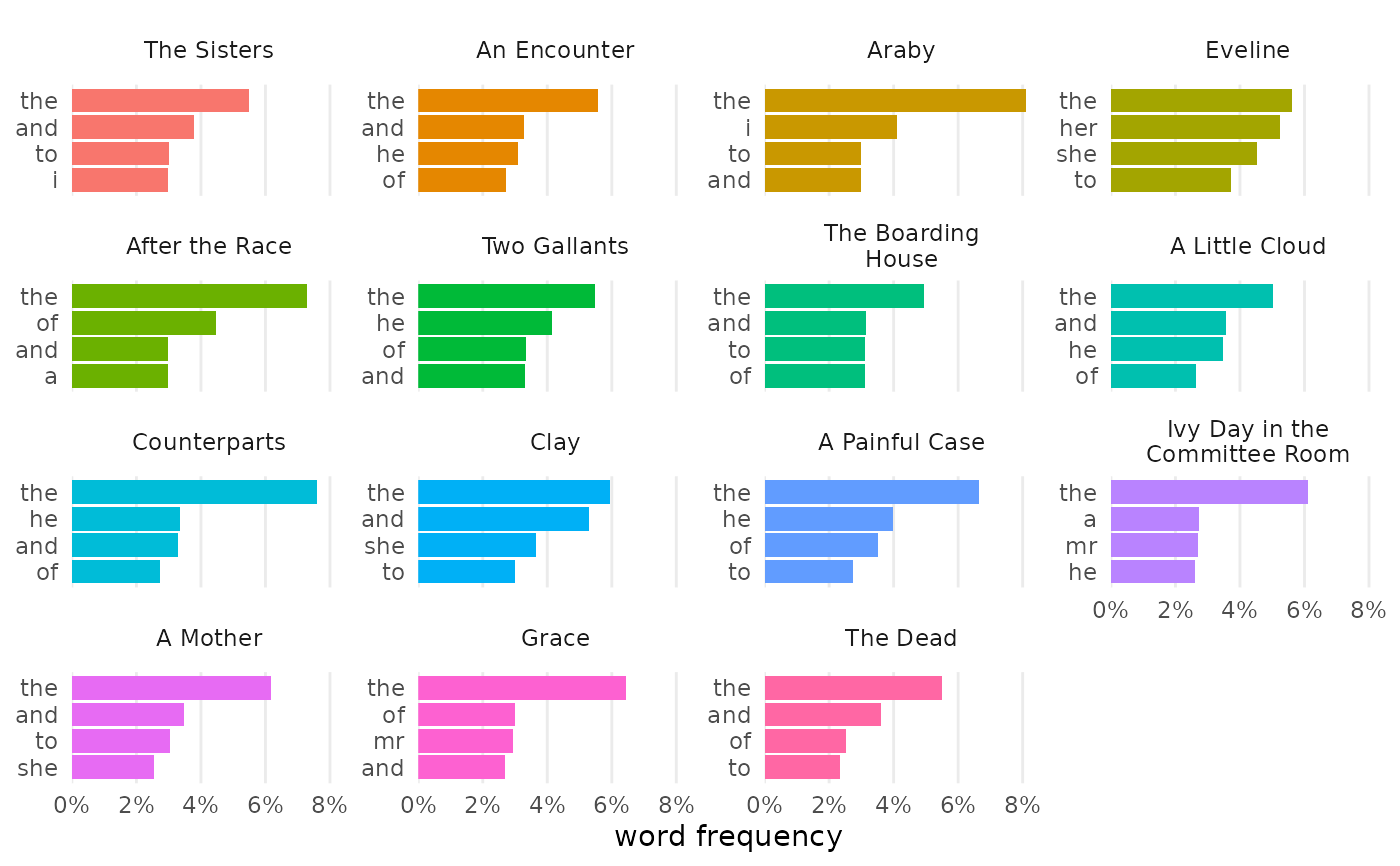 The Sisters
the
and
to
i
An Encounter
the
and
he
of
Araby
the
i
to
and
Eveline
the
her
she
to
After the Race
the
of
and
a
Two Gallants
the
he
of
and
The Boarding
House
the
and
to
of
A Little Cloud
the
and
he
of
Counterparts
the
he
and
of
Clay
the
and
she
to
A Painful Case
the
he
of
to
Ivy Day in the
Committee Room
the
a
mr
he
0% 2% 4% 6% 8%
A Mother
the
and
to
she
0% 2% 4% 6% 8%
Grace
the
of
mr
and
0% 2% 4% 6% 8%
The Dead
the
and
of
to
0% 2% 4% 6% 8%
word frequency